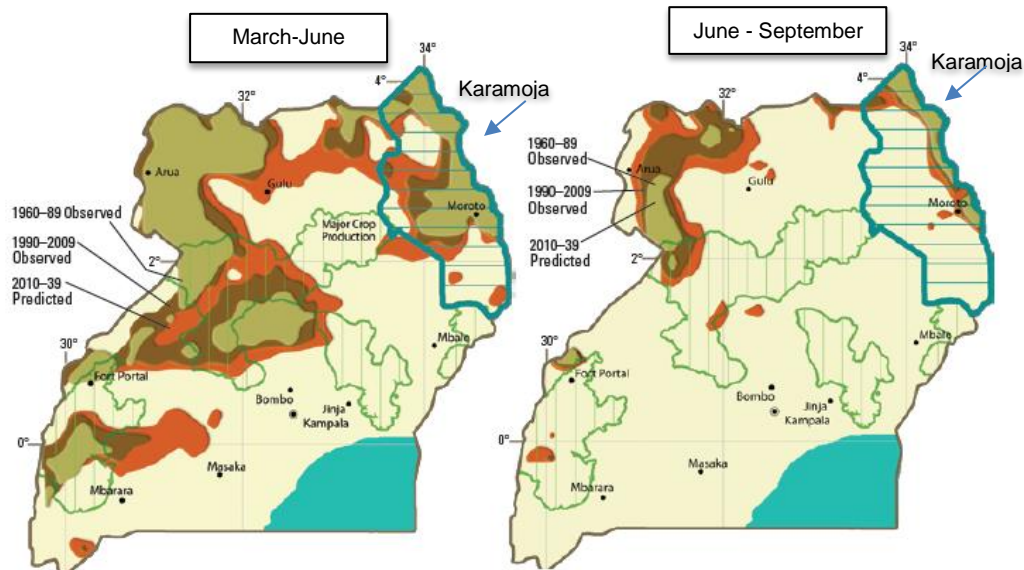 March-June
34°
4°
Karamoja
32°
Arua
Gulu
Moroto
1960–89 Observed
1990–2009
Observed
2010–39
Predicted
Major Crop
Production
2°
Mbale
30°
Fort Portal
Bombo
Jinja
Kampala
0°
Masaka
Mbarara
June - September
34°
4°
Karamoja
32°
1960–89
Observed
Arua
1990–2009
Observed
2010–39
Predicted
Gulu
Moroto
2°
Mbale
30°
Fort Portal
Bombo
Jinja
Kampala
0°
Masaka
Mbarara